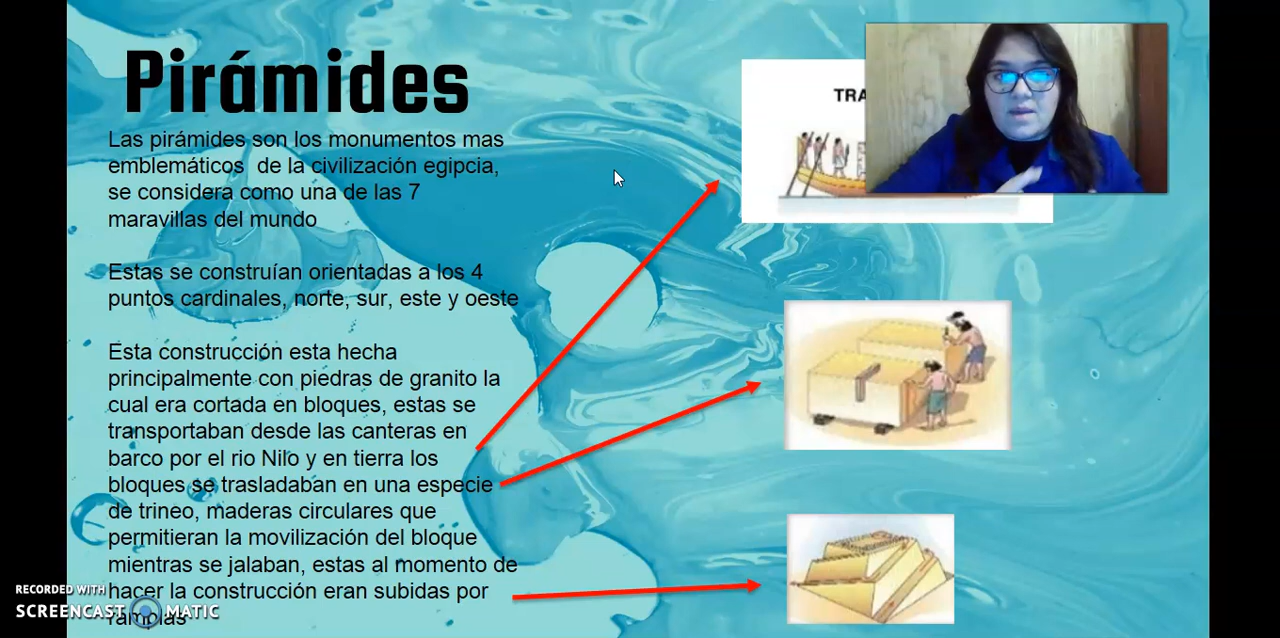 Pirámides
Las pirámides son los monumentos mas
emblemáticos de la civilización egipcia,
se considera como una de las 7
maravillas del mundo
Estas se construían orientadas a los 4
puntos cardinales, norte, sur, este y oeste
Esta construcción esta hecha
principalmente con piedras de granito la
cual era cortada en bloques, estas se
transportaban desde las canteras en
barco por el rio Nilo y en tierra los
bloques se trasladaban en una especie
de trineo, maderas circulares que
permitieran la movilización del bloque
mientras se jalaban, estas al momento de
hacer la construcción eran subidas por
ramplas
TRA
RECORDED WITH
SCREENCAST MATIC